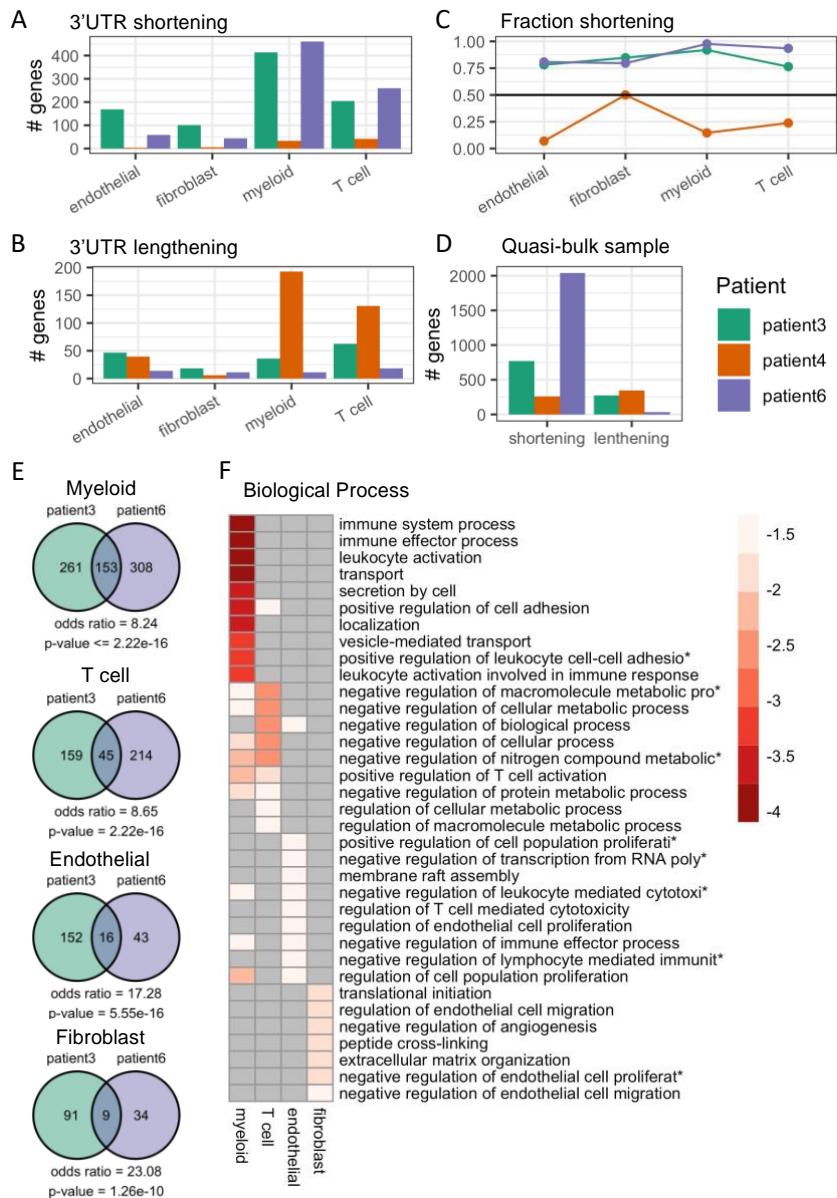 A
3'UTR shortening
# genes
400
300
200
100
0
endothelial
fibroblast
myeloid
T cell
C
Fraction shortening
1.00
0.75
0.50
0.25
0.00
endothelial
fibroblast
myeloid
T cell
B
3'UTR lengthening
# genes
200
150
100
50
0
endothelial
fibroblast
myeloid
T cell
D
Quasi-bulk sample
# genes
2000
1500
1000
500
0
shortening
lenthening
Patient
patient3
patient4
patient6
E
Myeloid
patient3 patient6
261 153 308
odds ratio = 8.24
p-value <= 2.22e-16
T cell
patient3 patient6
159 45 214
odds ratio = 8.65
p-value = 2.22e-16
Endothelial
patient3 patient6
152 16 43
odds ratio = 17.28
p-value = 5.55e-16
Fibroblast
patient3 patient6
91 9 34
odds ratio = 23.08
p-value = 1.26e-10
F
Biological Process
immune system process
immune effector process
leukocyte activation
transport
secretion by cell
positive regulation of cell adhesion
localization
vesicle-mediated transport
positive regulation of leukocyte cell-cell adhesio*
leukocyte activation involved in immune response
negative regulation of macromolecule metabolic pro*
negative regulation of cellular metabolic process
negative regulation of biological process
negative regulation of cellular process
negative regulation of nitrogen compound metabolic*
positive regulation of T cell activation
negative regulation of protein metabolic process
regulation of cellular metabolic process
regulation of macromolecule metabolic process
positive regulation of cell population proliferati*
negative regulation of transcription from RNA poly*
membrane raft assembly
negative regulation of leukocyte mediated cytotoxi*
regulation of T cell mediated cytotoxicity
regulation of endothelial cell proliferation
negative regulation of immune effector process
negative regulation of lymphocyte mediated immunit*
regulation of cell population proliferation
translational initiation
regulation of endothelial cell migration
negative regulation of angiogenesis
peptide cross-linking
extracellular matrix organization
negative regulation of endothelial cell proliferat*
negative regulation of endothelial cell migration
myeloid
T cell
endothelial
fibroblast
-1.5
-2
-2.5
-3
-3.5
-4